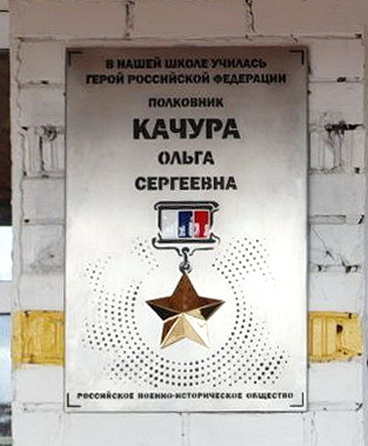 В НАШЕЙ ШКОЛЕ УЧИЛАСЬ
ГЕРОЙ РОССИЙСКОЙ ФЕДЕРАЦИИ
ПОЛКОВНИК
КАЧУРА
ОЛЬГА
СЕРГЕЕВНА
РОССИЙСКОЕ ВОЕННО-ИСТОРИЧЕСКОЕ ОБЩЕСТВО